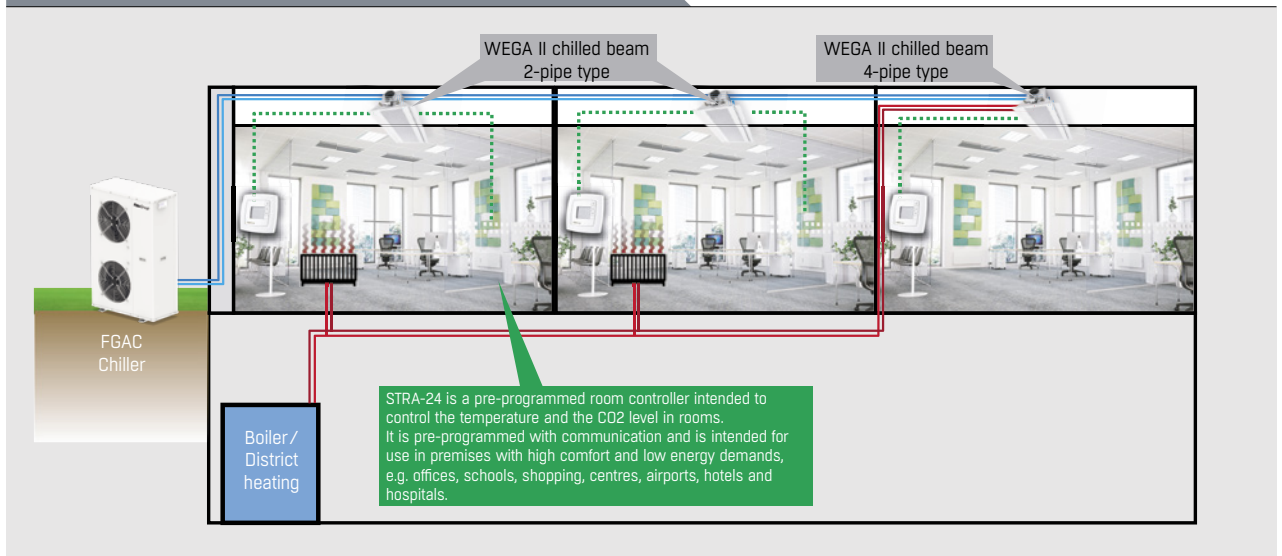 WEGA II chilled beam
2-pipe type
WEGA II chilled beam
4-pipe type
FGAC
Chiller
Boiler/
District
heating
STRA-24 is a pre-programmed room controller intended to
control the temperature and the CO2 level in rooms.
It is pre-programmed with communication and is intended for
use in premises with high comfort and low energy demands,
e.g. offices, schools, shopping, centres, airports, hotels and
hospitals.